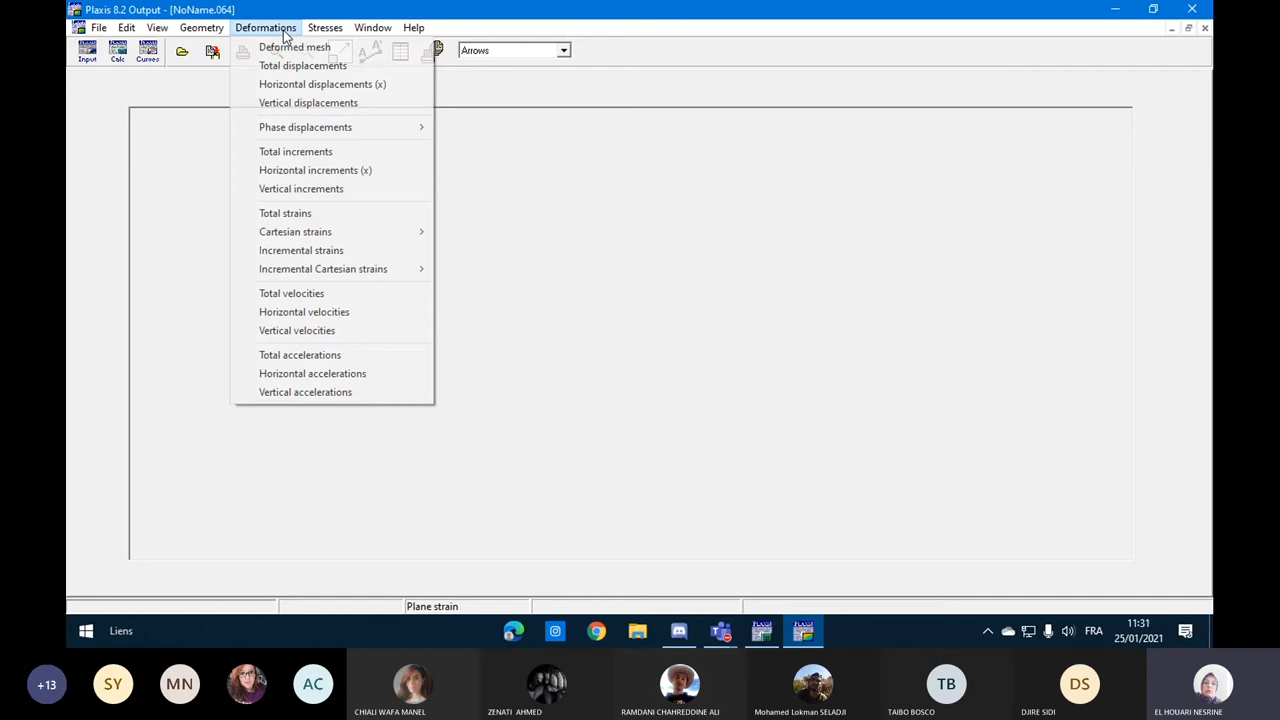 Plaxis 8.2 Output - [NoName.064]
File Edit View Geometry Deformations Stresses Window Help
Input Calc Curves Arrows
Deformed mesh
Total displacements
Horizontal displacements (x)
Vertical displacements
Phase displacements
Total increments
Horizontal increments (x)
Vertical increments
Total strains
Cartesian strains
Incremental strains
Incremental Cartesian strains
Total velocities
Horizontal velocities
Vertical velocities
Total accelerations
Horizontal accelerations
Vertical accelerations
Plane strain
Liens FRA 11:31
25/01/2021
+13 SY MN AC TB DS
CHIALI WAFA MANEL ZENATI AHMED RAMDANI CHAHREDDINE ALI Mohamed Lokman SELADJI TAIBO BOSCO DJIRE SIDI EL HOUARI NESRINE